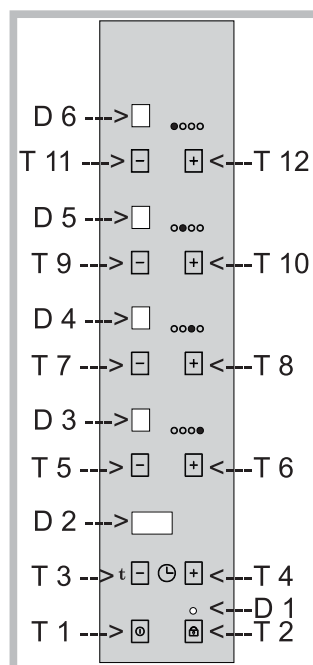 D 6 --->
T 11 ---> - + <--- T 12
D 5 --->
T 9 ---> - + <--- T 10
D 4 --->
T 7 ---> - + <--- T 8
D 3 --->
T 5 ---> - + <--- T 6
D 2 --->
T 3 ---> t - + <--- T 4
<--- D 1
T 1 ---> <--- T 2